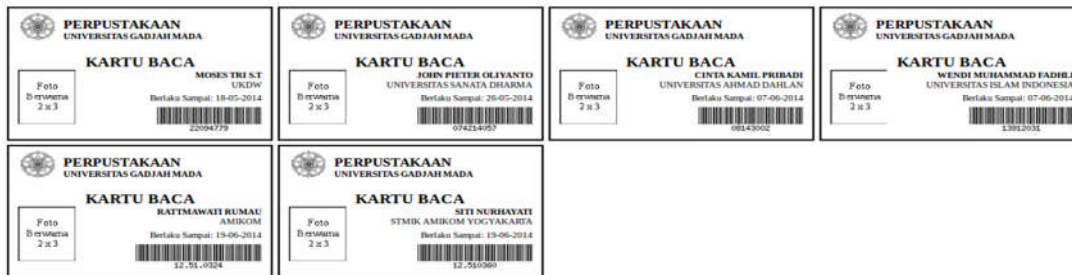 PERPUSTAKAAN
UNIVERSITAS GADJAH MADA
KARTU BACA
MOSES TRI S.T
UKDW
Foto
Berwarna
2 x 3
Berlaku Sampai: 18-05-2014
22094779
PERPUSTAKAAN
UNIVERSITAS GADJAH MADA
KARTU BACA
JOHN PIETER OLIYANTO
UNIVERSITAS SANATA DHARMA
Foto
Berwarna
2 x 3
Berlaku Sampai: 26-05-2014
074214057
PERPUSTAKAAN
UNIVERSITAS GADJAH MADA
KARTU BACA
CINTA KAMIL PRIBADI
UNIVERSITAS AHMAD DAHLAN
Foto
Berwarna
2 x 3
Berlaku Sampai: 07-06-2014
08143002
PERPUSTAKAAN
UNIVERSITAS GADJAH MADA
KARTU BACA
WENDI MUHAMMAD FADHLI
UNIVERSITAS ISLAM INDONESIA
Foto
Berwarna
2 x 3
Berlaku Sampai: 07-06-2014
13912031
PERPUSTAKAAN
UNIVERSITAS GADJAH MADA
KARTU BACA
RATTMAWATI RUMAU
AMIKOM
Foto
Berwarna
2 x 3
Berlaku Sampai: 19-06-2014
12.51.0324
PERPUSTAKAAN
UNIVERSITAS GADJAH MADA
KARTU BACA
SITI NURHAYATI
STMIK AMIKOM YOGYAKARTA
Foto
Berwarna
2 x 3
Berlaku Sampai: 19-06-2014
12.510360